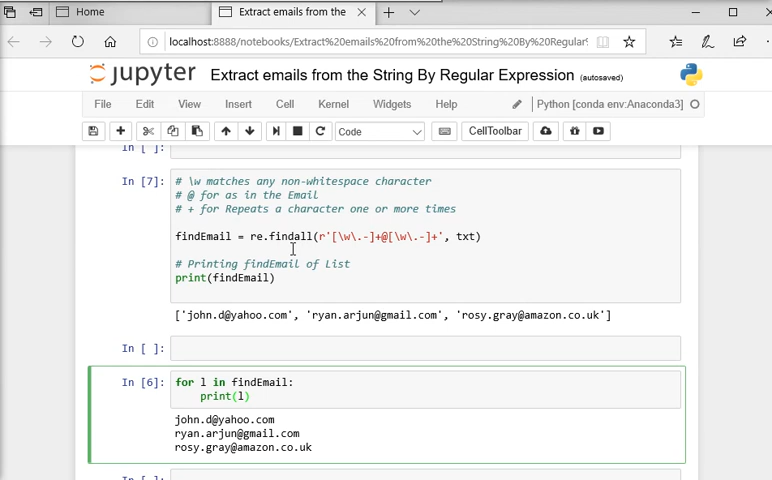 Home
Extract emails from the
localhost:8888/notebooks/Extract%20emails%20from%20the%20String%20By%20Regular%
jupyter Extract emails from the String By Regular Expression (autosaved)
File Edit View Insert Cell Kernel Widgets Help Python [conda env:Anaconda3]
Code CellToolbar
In [ ]:
In [7]: # \w matches any non-whitespace character
# @ for as in the Email
# + for Repeats a character one or more times
findEmail = re.findall(r'[\w\.-]+@[\w\.-]+', txt)
# Printing findEmail of List
print(findEmail)
['john.d@yahoo.com', 'ryan.arjun@gmail.com', 'rosy.gray@amazon.co.uk']
In [ ]:
In [6]: for l in findEmail:
print(l)
john.d@yahoo.com
ryan.arjun@gmail.com
rosy.gray@amazon.co.uk